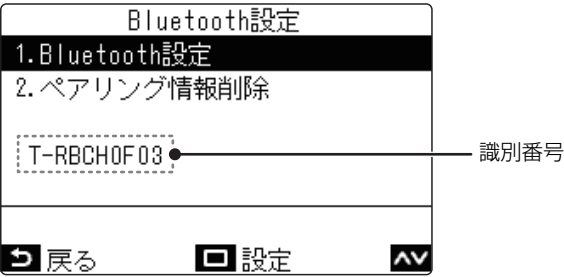 Bluetooth設定
1.Bluetooth設定
2.ペアリング情報削除
T-RBCH0F03
識別番号
戻る 設定